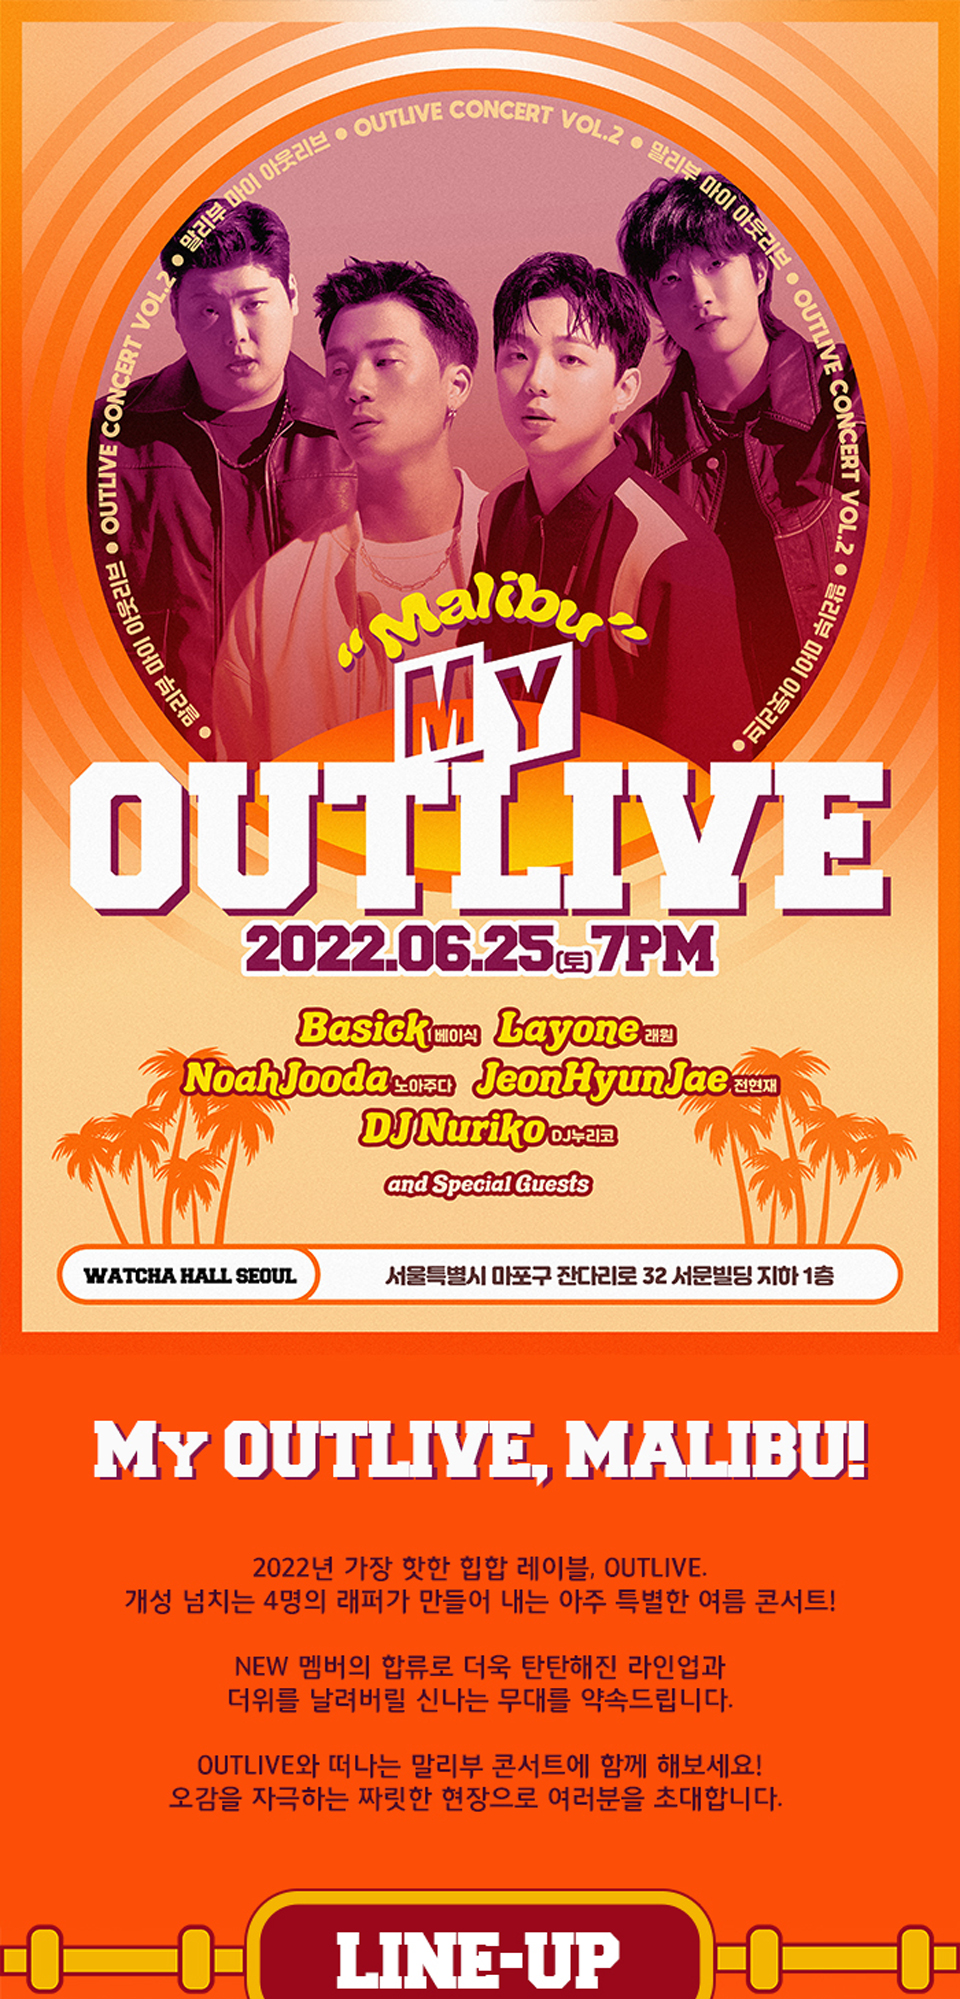 OUTLIVE CONCERT VOL.2 ● 말리부 마이 아웃리브 ● OUTLIVE CONCERT VOL.2 ● 말리부 마이 아웃리브 ● OUTLIVE CONCERT VOL.2 ● 말리부 마이 아웃리브 ●
말리부 마이 아웃리브 ●
"Malibu"
MY
OUTLIVE
2022.06.25(토)7PM
Basick 베이식 Layone 래원
NoahJooda 노아주다 JeonHyunJae 전현재
DJ Nuriko DJ누리코
and Special Guests
WATCHA HALL SEOUL 서울특별시 마포구 잔다리로 32 서문빌딩 지하 1층
My OUTLIVE, MALIBU!
2022년 가장 핫한 힙합 레이블, OUTLIVE.
개성 넘치는 4명의 래퍼가 만들어 내는 아주 특별한 여름 콘서트!
NEW 멤버의 합류로 더욱 탄탄해진 라인업과
더위를 날려버릴 신나는 무대를 약속드립니다.
OUTLIVE와 떠나는 말리부 콘서트에 함께 해보세요!
오감을 자극하는 짜릿한 현장으로 여러분을 초대합니다.
LINE-UP